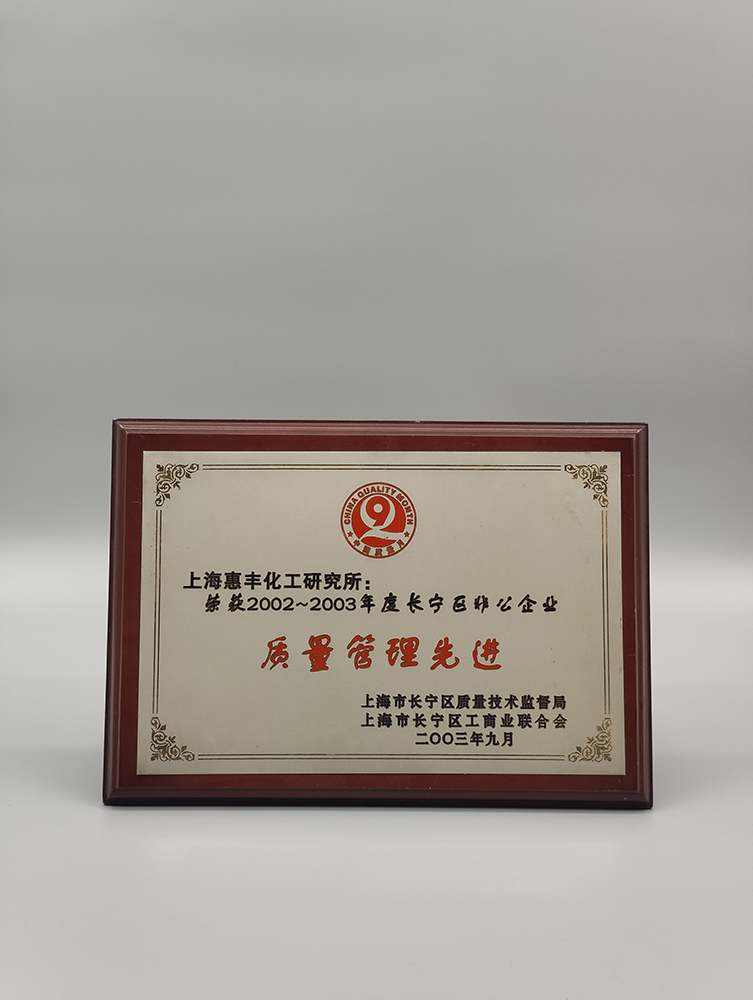 CHINA QUALITY MONTH
中国质量月
上海惠丰化工研究所：
荣获2002~2003年度长宁区非公企业
质量管理先进
上海市长宁区质量技术监督局
上海市长宁区工商业联合会
二〇〇三年九月